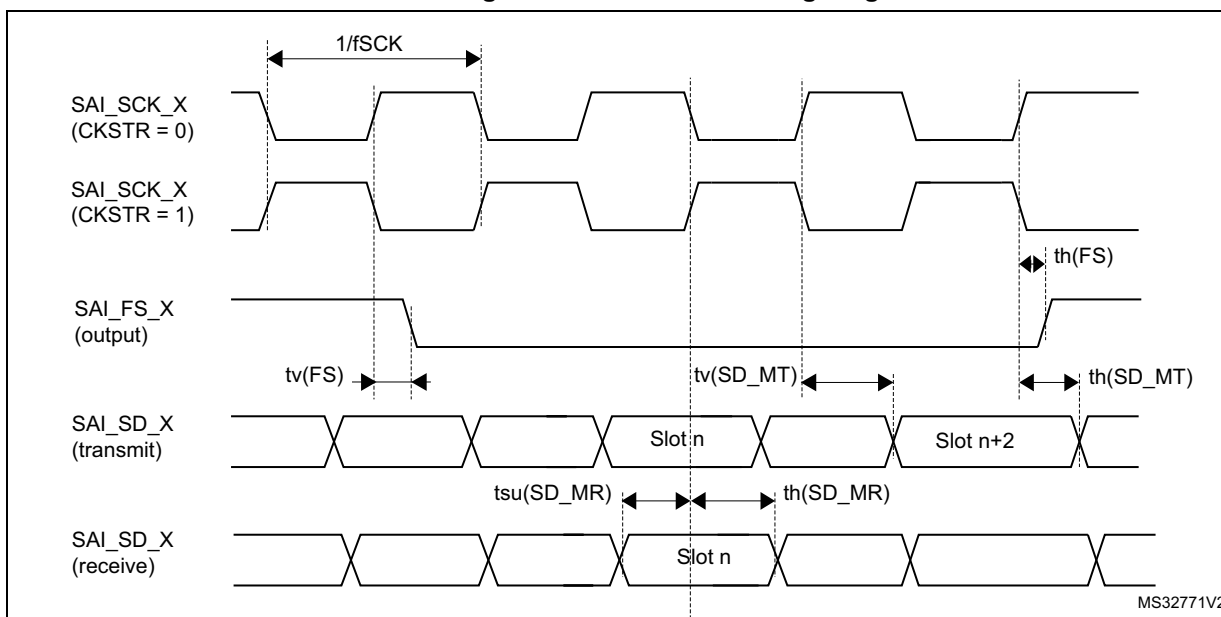 1/fSCK
SAI_SCK_X
(CKSTR = 0)
SAI_SCK_X
(CKSTR = 1)
th(FS)
SAI_FS_X
(output)
tv(FS)
tv(SD_MT)
th(SD_MT)
SAI_SD_X
(transmit)
Slot n
Slot n+2
tsu(SD_MR)
th(SD_MR)
SAI_SD_X
(receive)
Slot n
MS32771V2